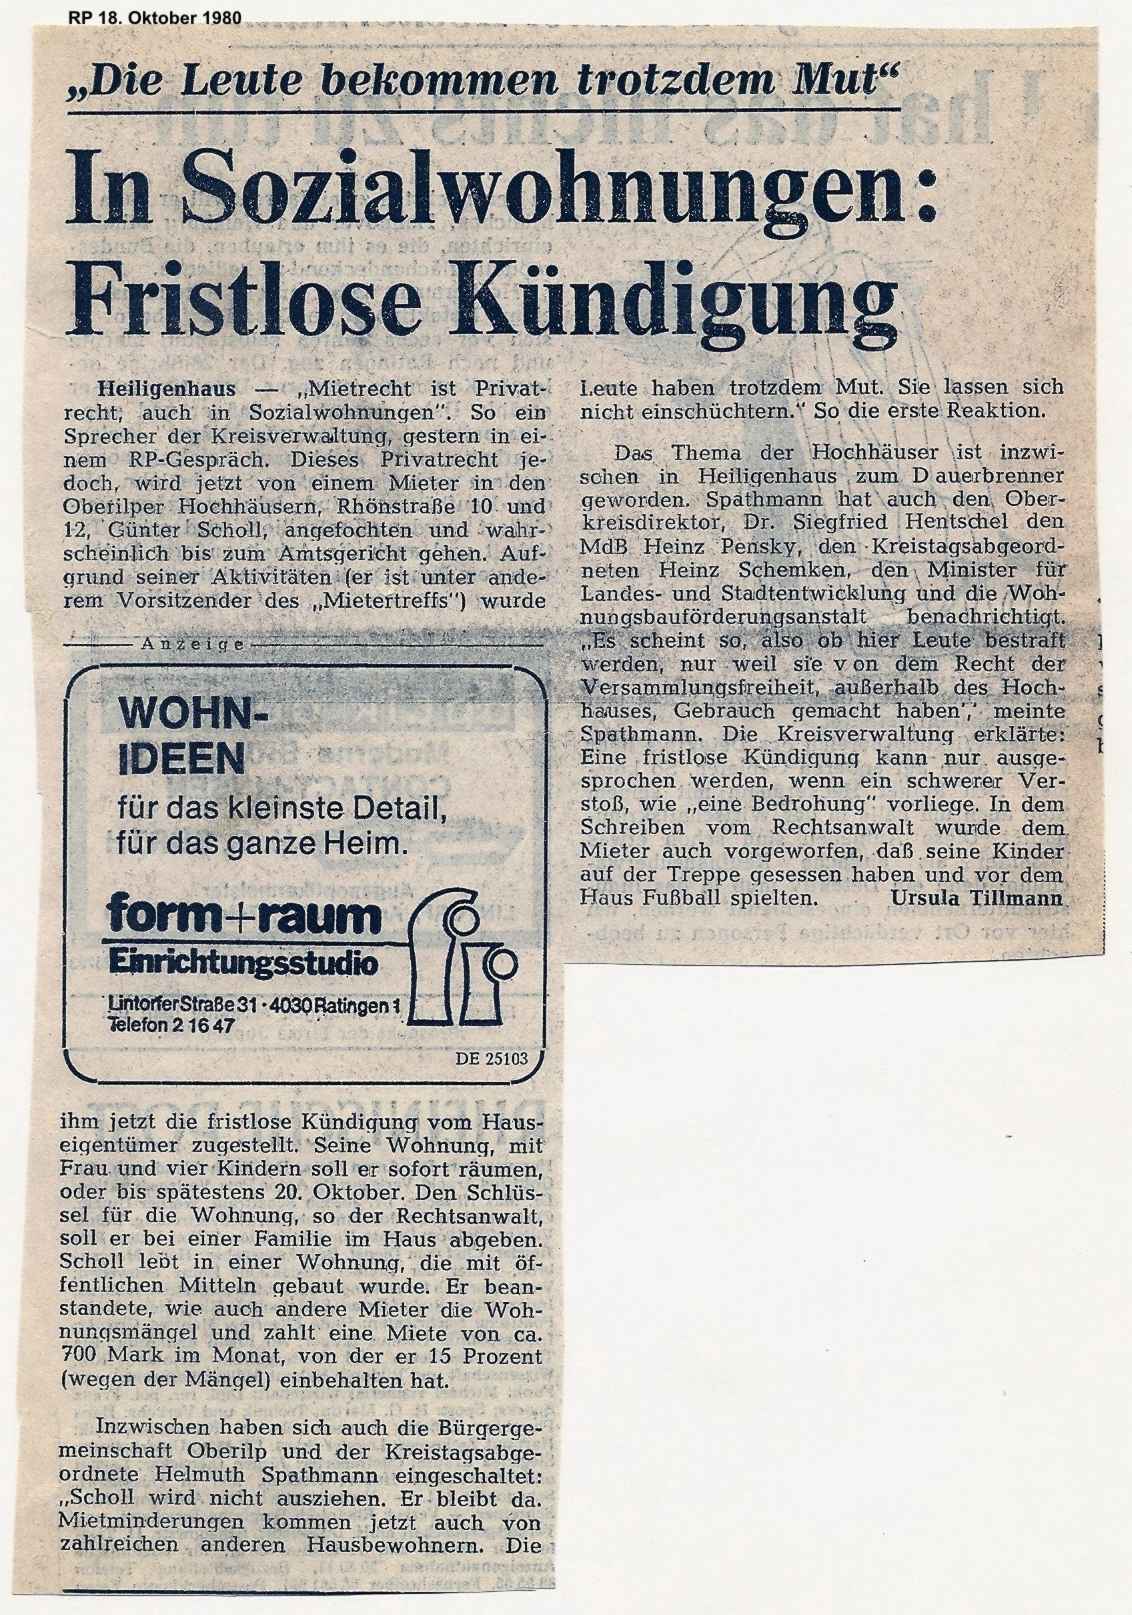 RP 18. Oktober 1980
„Die Leute bekommen trotzdem Mut“
In Sozialwohnungen:
Fristlose Kündigung
Heiligenhaus — „Mietrecht ist Privat-
recht, auch in Sozialwohnungen“. So ein
Sprecher der Kreisverwaltung, gestern in ei-
nem RP-Gespräch. Dieses Privatrecht je-
doch, wird jetzt von einem Mieter in den
Oberilper Hochhäusern, Rhönstraße 10 und
12, Günter Scholl, angefochten und wahr-
scheinlich bis zum Amtsgericht gehen. Auf-
grund seiner Aktivitäten (er ist unter ande-
rem Vorsitzender des „Mietertreffs“) wurde
Anzeige
WOHN-
IDEEN
für das kleinste Detail,
für das ganze Heim.
form+raum
Einrichtungsstudio
Lintorfer Straße 31 · 4030 Ratingen 1
Telefon 2 16 47
DE 25103
ihm jetzt die fristlose Kündigung vom Haus-
eigentümer zugestellt. Seine Wohnung, mit
Frau und vier Kindern soll er sofort räumen,
oder bis spätestens 20. Oktober. Den Schlüs-
sel für die Wohnung, so der Rechtsanwalt,
soll er bei einer Familie im Haus abgeben.
Scholl lebt in einer Wohnung, die mit öf-
fentlichen Mitteln gebaut wurde. Er bean-
standete, wie auch andere Mieter die Woh-
nungsmängel und zahlt eine Miete von ca.
700 Mark im Monat, von der er 15 Prozent
(wegen der Mängel) einbehalten hat.
Inzwischen haben sich auch die Bürgerge-
meinschaft Oberilp und der Kreistagsabge-
ordnete Helmuth Spathmann eingeschaltet:
„Scholl wird nicht ausziehen. Er bleibt da.
Mietminderungen kommen jetzt auch von
zahlreichen anderen Hausbewohnern. Die
Leute haben trotzdem Mut. Sie lassen sich
nicht einschüchtern.“ So die erste Reaktion.
Das Thema der Hochhäuser ist inzwi-
schen in Heiligenhaus zum Dauerbrenner
geworden. Spathmann hat auch den Ober-
kreisdirektor, Dr. Siegfried Hentschel den
MdB Heinz Pensky, den Kreistagsabgeord-
neten Heinz Schemken, den Minister für
Landes- und Stadtentwicklung und die Woh-
nungsbauförderungsanstalt benachrichtigt.
„Es scheint so, also ob hier Leute bestraft
werden, nur weil sie von dem Recht der
Versammlungsfreiheit, außerhalb des Hoch-
hauses, Gebrauch gemacht haben“, meinte
Spathmann. Die Kreisverwaltung erklärte:
Eine fristlose Kündigung kann nur ausge-
sprochen werden, wenn ein schwerer Ver-
stoß, wie „eine Bedrohung“ vorliege. In dem
Schreiben vom Rechtsanwalt wurde dem
Mieter auch vorgeworfen, daß seine Kinder
auf der Treppe gesessen haben und vor dem
Haus Fußball spielten. Ursula Tillmann